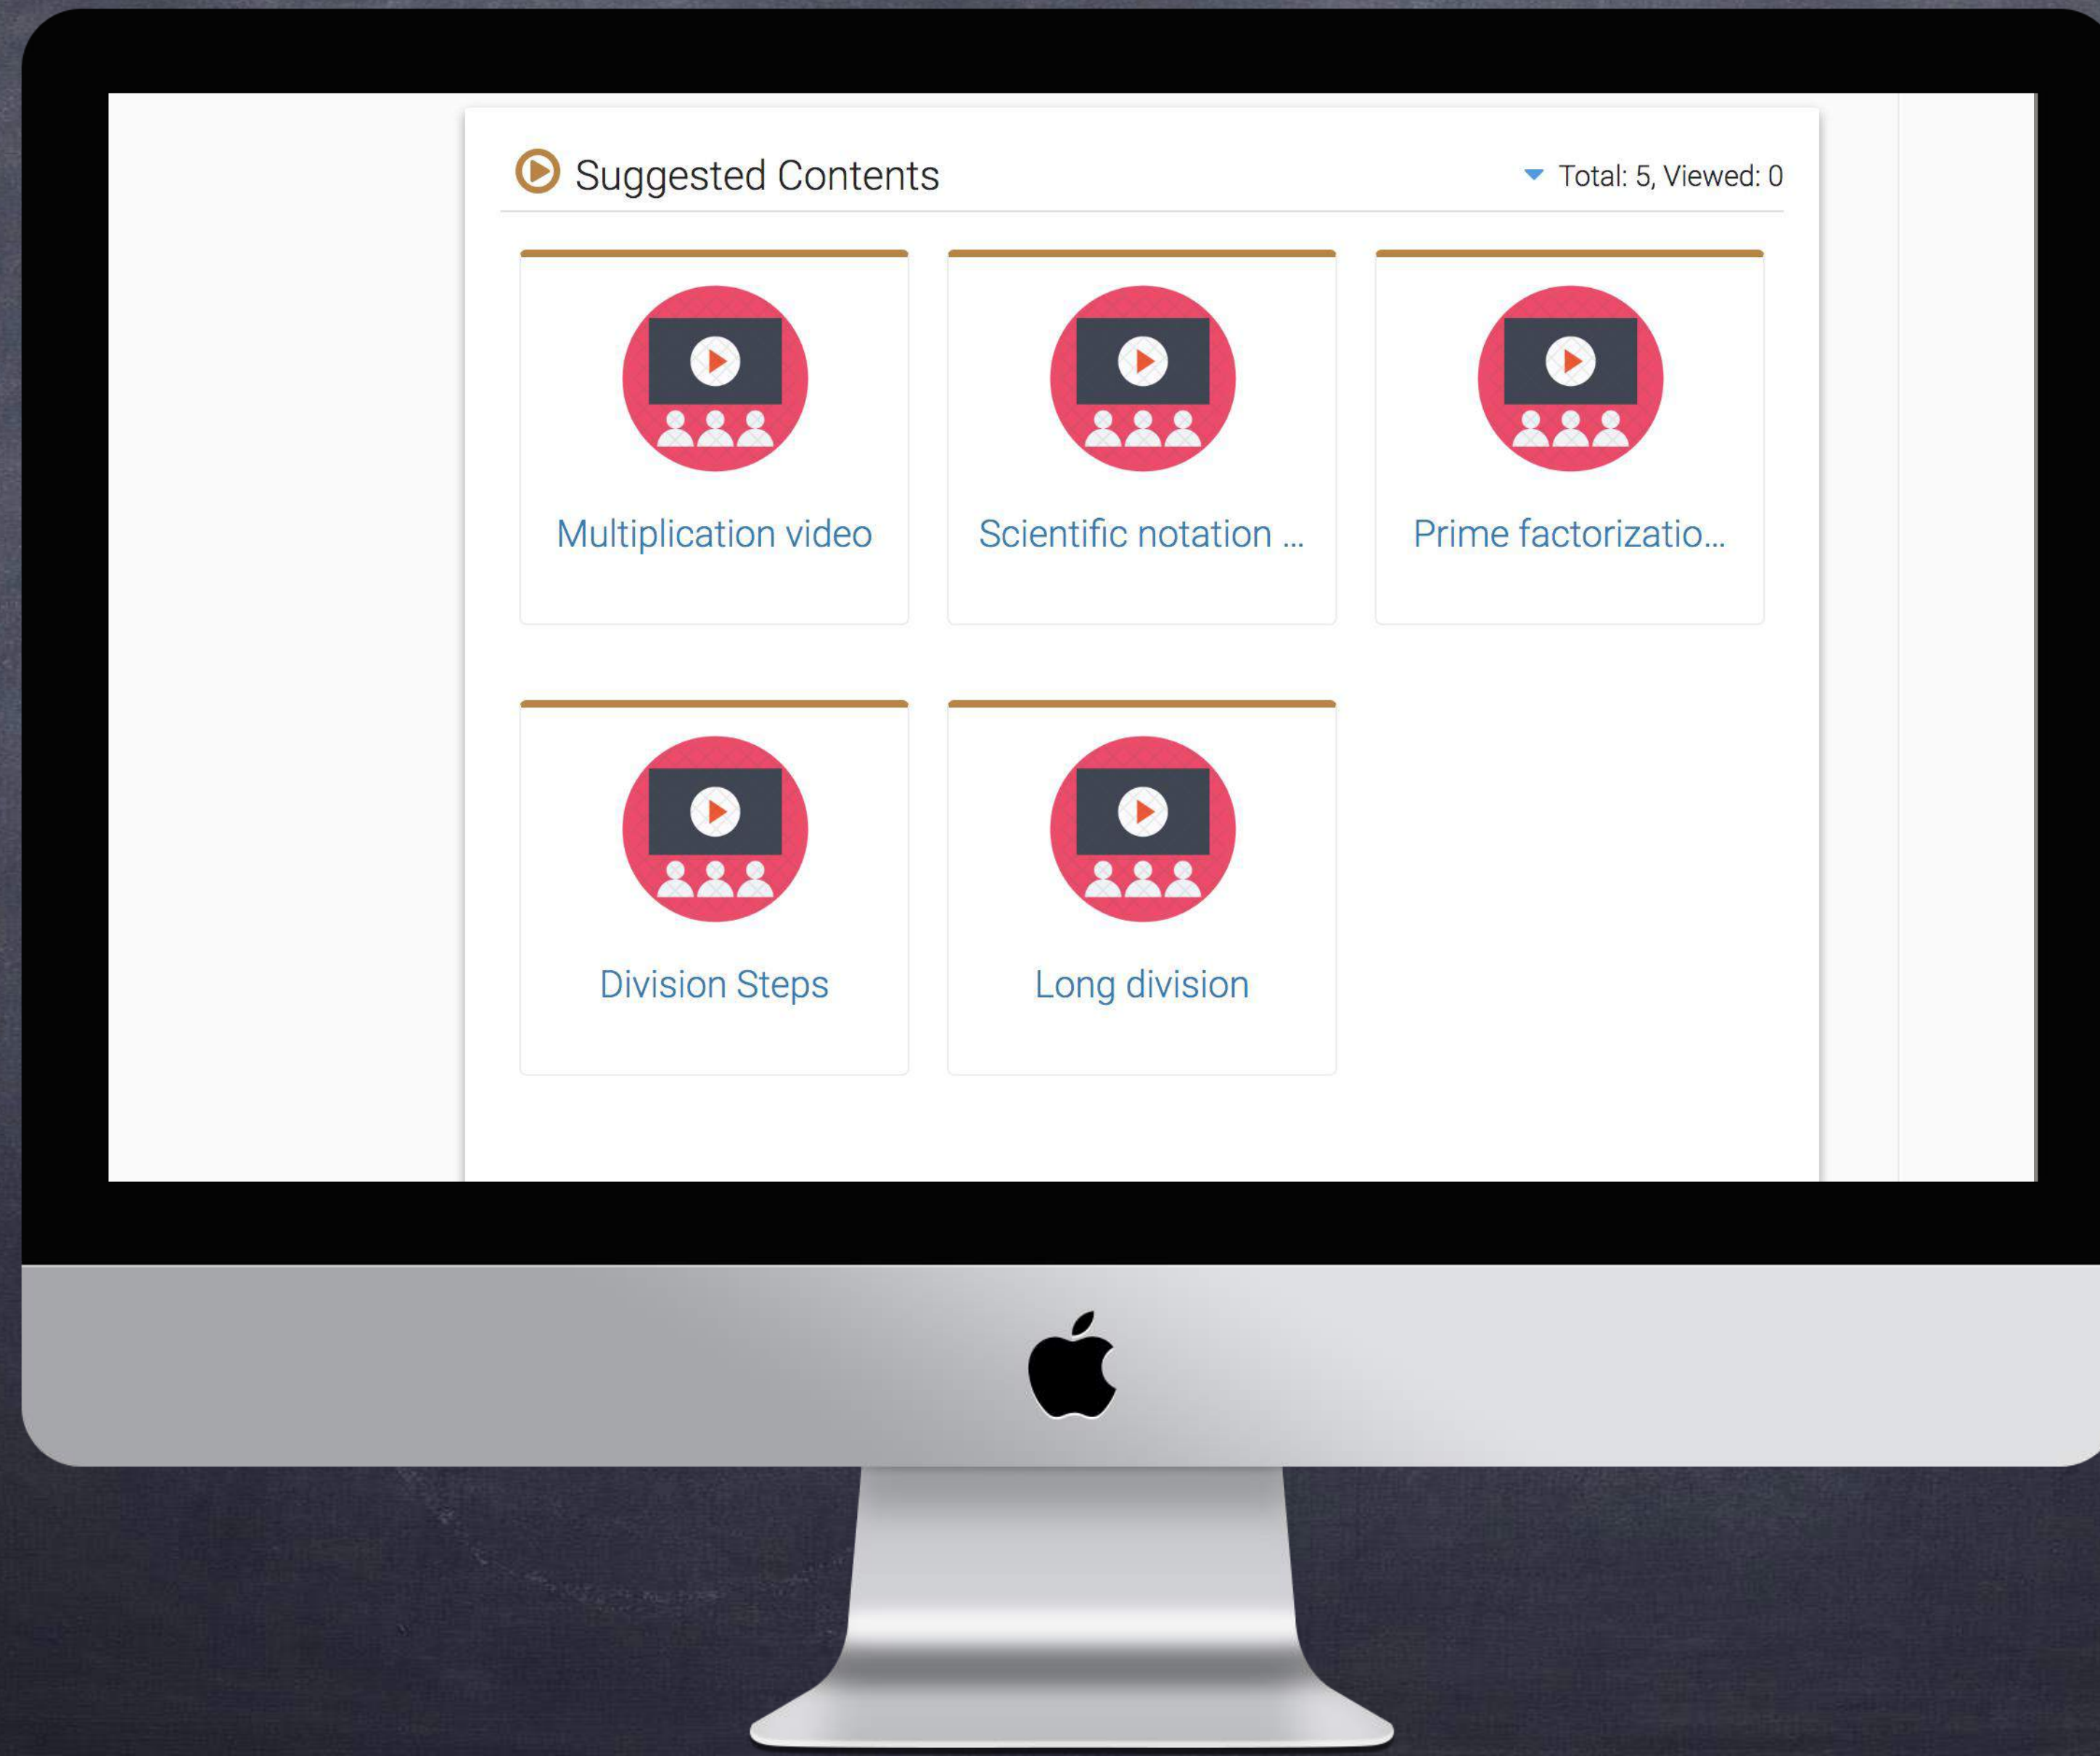 Suggested Contents
Total: 5, Viewed: 0
Multiplication video
Scientific notation ...
Prime factorizatio...
Division Steps
Long division